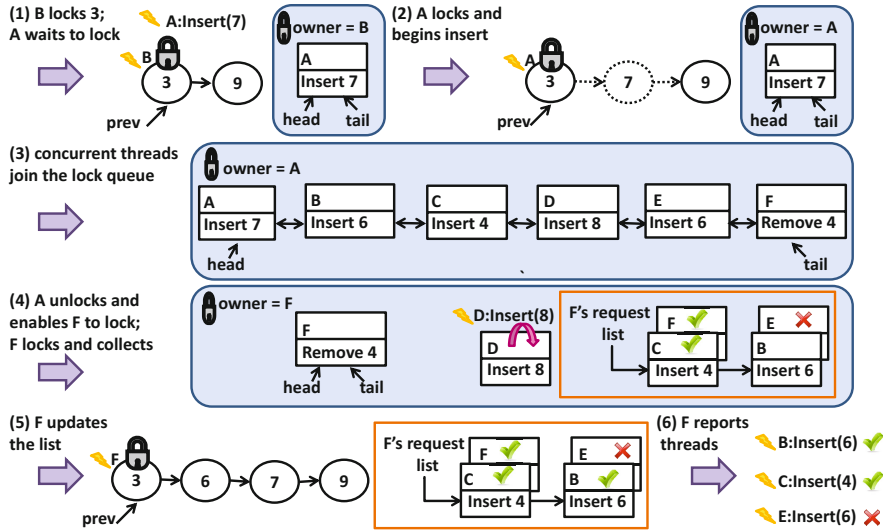 (1) B locks 3;
A waits to lock
A:Insert(7)
B
3
9
prev
owner = B
A
Insert 7
head
tail
(2) A locks and
begins insert
A
3
7
9
prev
owner = A
A
Insert 7
head
tail
(3) concurrent threads
join the lock queue
owner = A
A
Insert 7
B
Insert 6
C
Insert 4
D
Insert 8
E
Insert 6
F
Remove 4
head
tail
(4) A unlocks and
enables F to lock;
F locks and collects
owner = F
F
Remove 4
head
tail
D:Insert(8)
D
Insert 8
F's request
list
F
C
Insert 4
E
B
Insert 6
(5) F updates
the list
F
3
6
7
9
prev
F's request
list
F
C
Insert 4
E
B
Insert 6
(6) F reports
threads
B:Insert(6)
C:Insert(4)
E:Insert(6)